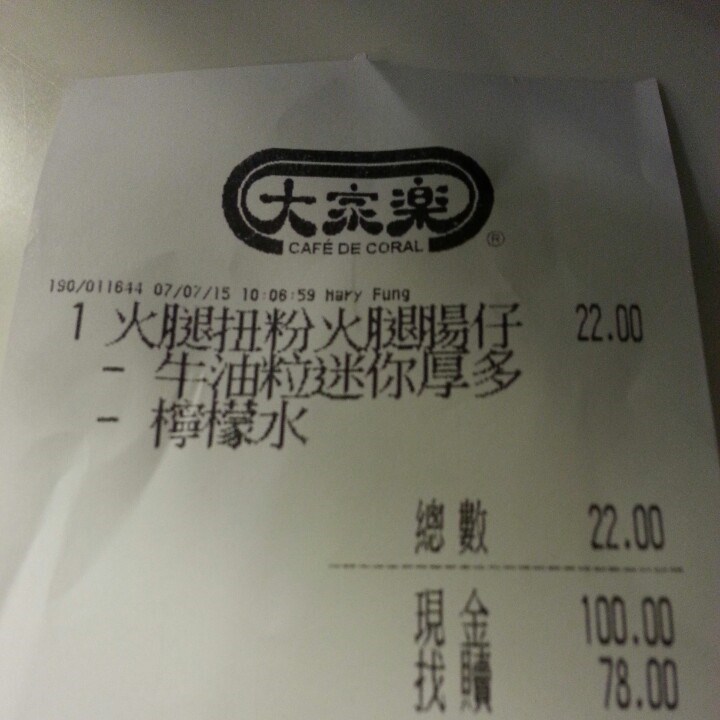 大家樂
CAFÉ DE CORAL ®
190/011644 07/07/15 10:06:59 Mary Fung
1 火腿扭粉火腿腸仔 22.00
- 牛油粒迷你厚多
- 檸檬水
總數 22.00
現金 100.00
找贖 78.00